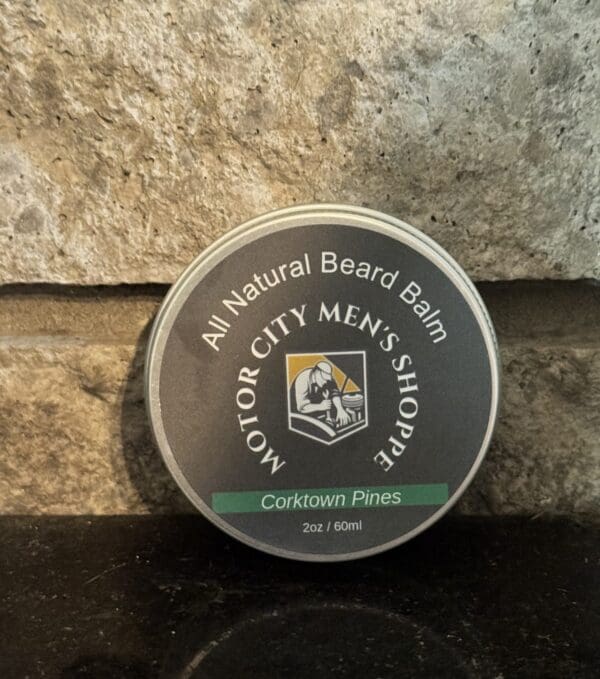 All Natural Beard Balm
MOTOR CITY MEN'S SHOPPE
Corktown Pines
2oz / 60ml